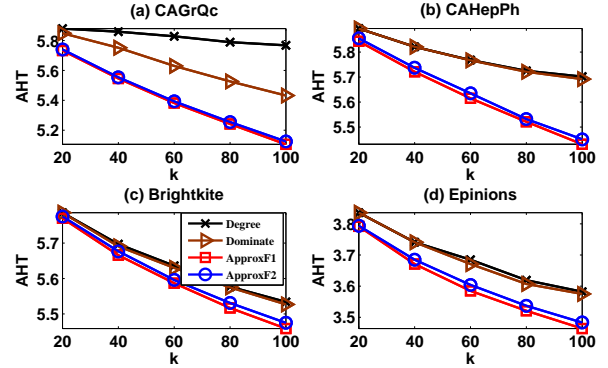 (a) CAGrQc
5.8
5.6
5.4
5.2
AHT
20 40 60 80 100
k
(b) CAHepPh
5.8
5.7
5.6
5.5
AHT
20 40 60 80 100
k
(c) Brightkite
5.7
5.6
5.5
AHT
20 40 60 80 100
k
Degree
Dominate
ApproxF1
ApproxF2
(d) Epinions
3.8
3.7
3.6
3.5
AHT
20 40 60 80 100
k